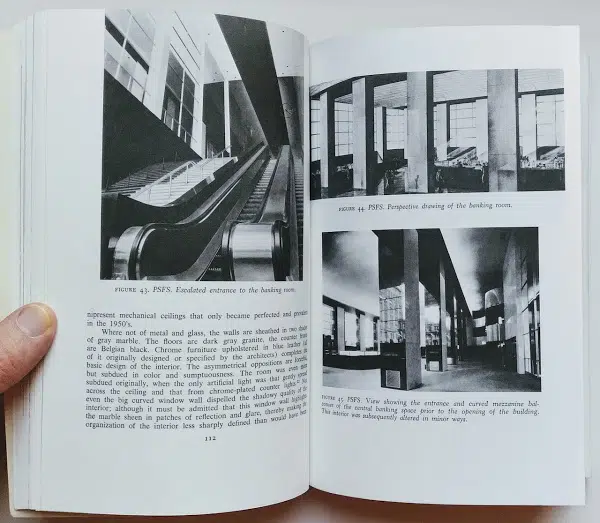 FIGURE 43. PSFS. Escalated entrance to the banking room.
nipresent mechanical ceilings that only became perfected and prevalent
in the 1950's.
Where not of metal and glass, the walls are sheathed in two shades
of gray marble. The floors are dark gray granite, the counter fronts
are Belgian black. Chrome furniture upholstered in blue leather (all
of it originally designed or specified by the architects) completes the
basic design of the interior. The asymmetrical oppositions are locally
but subdued in color and sumptuousness. The room was even more
subdued originally, when the only artificial light was that gently spread
across the ceiling and that from chrome-plated counter lights. Not
even the big curved window wall dispelled the shadowy quality of the
interior; although it must be admitted that this window wall highlights
the marble sheen in patches of reflection and glare, thereby making the
organization of the interior less sharply defined than would have been
112
FIGURE 44. PSFS. Perspective drawing of the banking room.
FIGURE 45. PSFS. View showing the entrance and curved mezzanine bal-
cony of the central banking space prior to the opening of the building.
This interior was subsequently altered in minor ways.